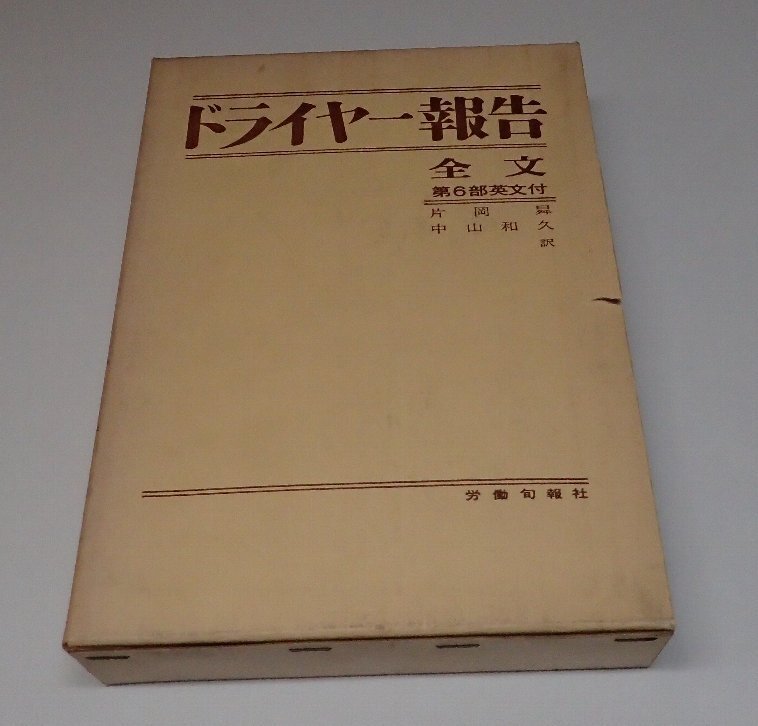 ドライヤー報告
全文
第6部英文付
片岡曻
中山和久
訳
労働旬報社